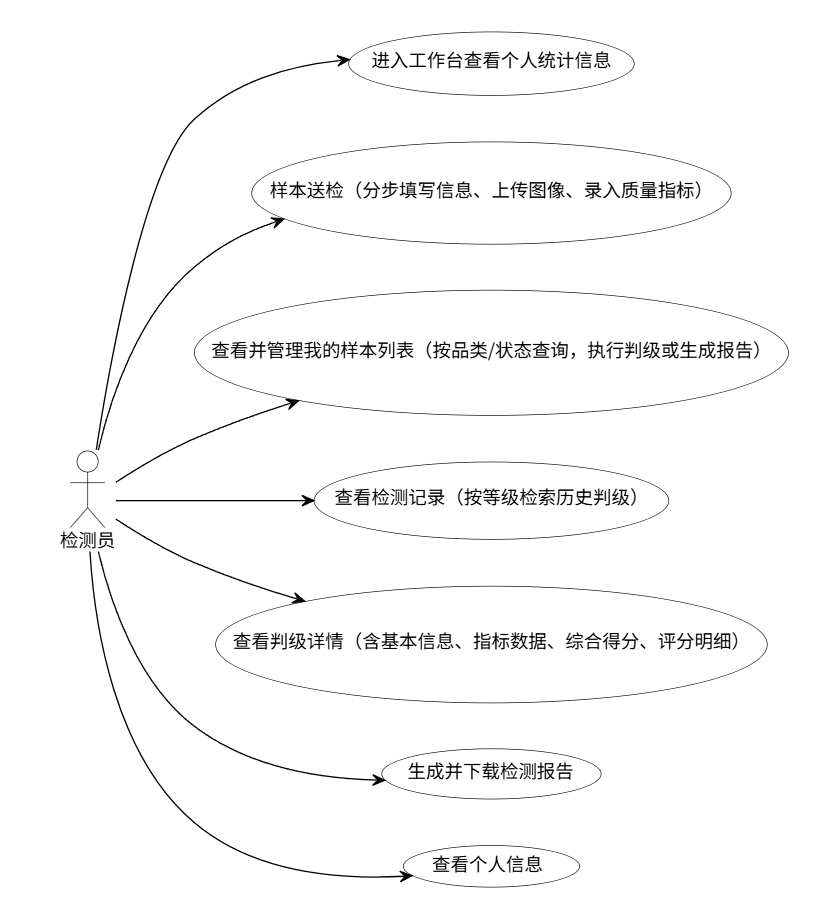 进入工作台查看个人统计信息
样本送检（分步填写信息、上传图像、录入质量指标）
查看并管理我的样本列表（按品类/状态查询，执行判级或生成报告）
查看检测记录（按等级检索历史判级）
检测员
查看判级详情（含基本信息、指标数据、综合得分、评分明细）
生成并下载检测报告
查看个人信息